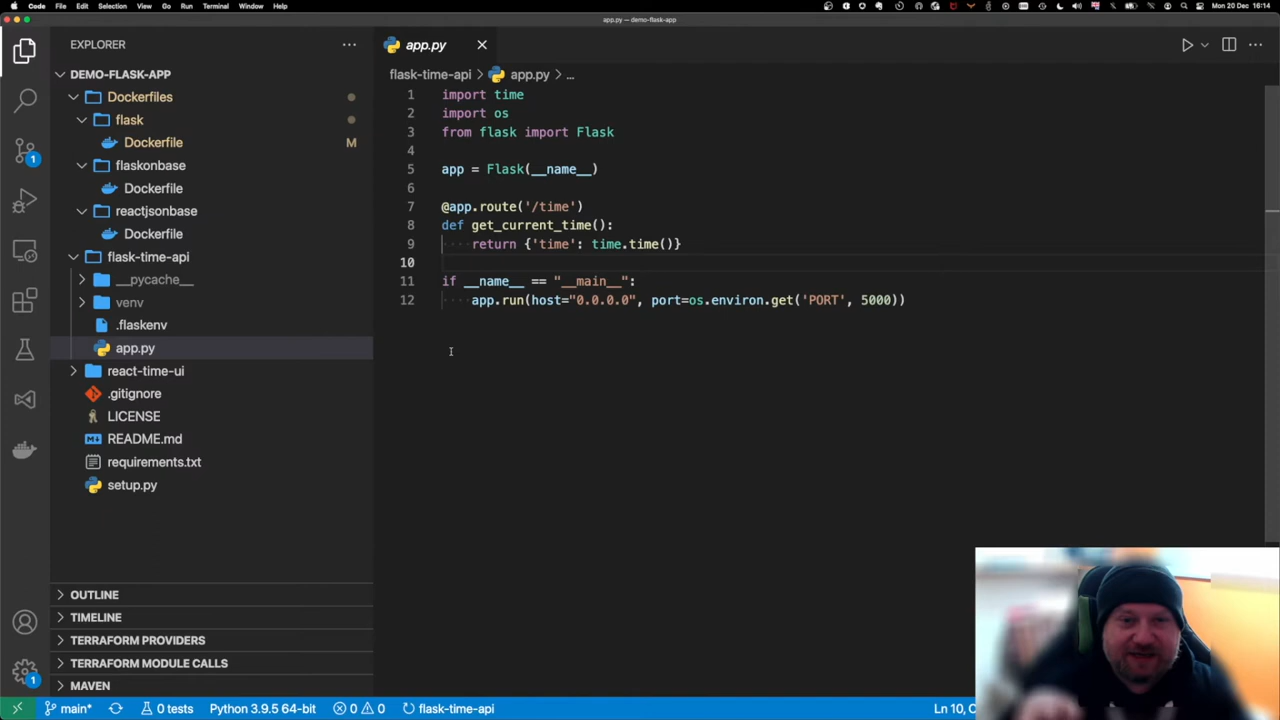 Code File Edit Selection View Go Run Terminal Window Help
Mon 20 Dec 16:14
app.py — demo-flask-app
EXPLORER
DEMO-FLASK-APP
Dockerfiles
flask
Dockerfile M
flaskonbase
Dockerfile
reactjsonbase
Dockerfile
flask-time-api
__pycache__
venv
.flaskenv
app.py
react-time-ui
.gitignore
LICENSE
README.md
requirements.txt
setup.py
OUTLINE
TIMELINE
TERRAFORM PROVIDERS
TERRAFORM MODULE CALLS
MAVEN
1
1
app.py
flask-time-api > app.py > ...
1 import time
2 import os
3 from flask import Flask
4
5 app = Flask(__name__)
6
7 @app.route('/time')
8 def get_current_time():
9 return {'time': time.time()}
10
11 if __name__ == "__main__":
12 app.run(host="0.0.0.0", port=os.environ.get('PORT', 5000))
main* 0 tests Python 3.9.5 64-bit 0 0 flask-time-api Ln 10,